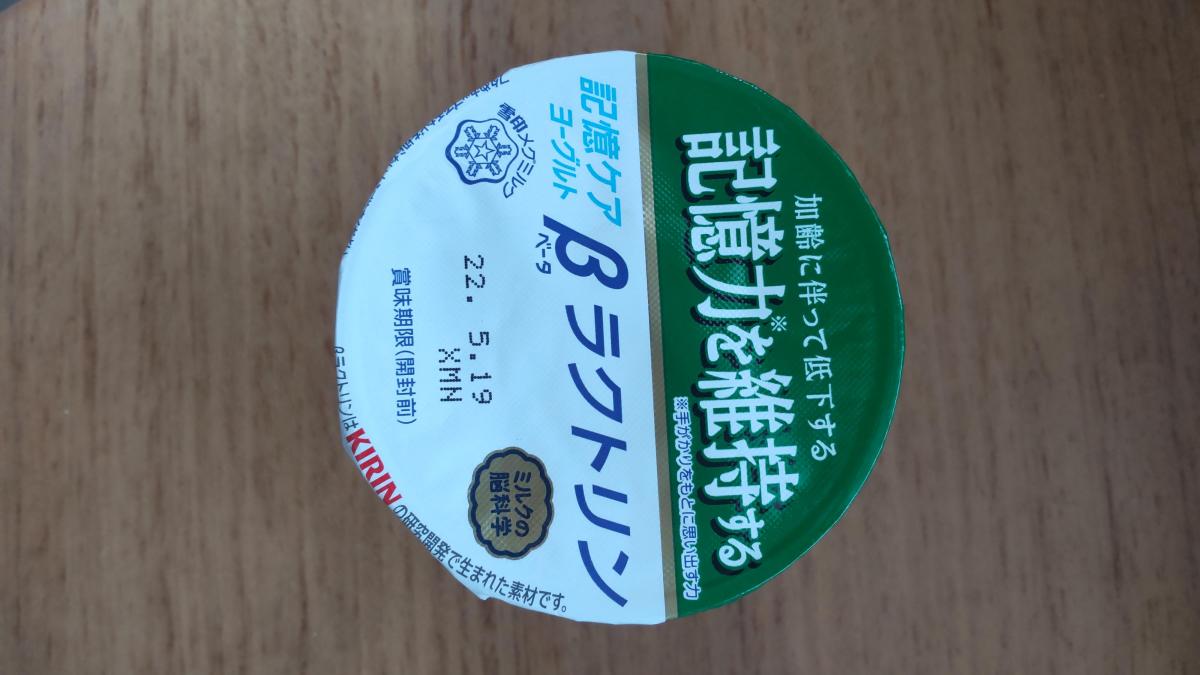 加齢に伴って低下する
記憶力※を維持する
※手がかりをもとに思い出す力
記憶ケア
ヨーグルト
βラクトリン
ベータ
雪印メグミルク
22. 5.19
XMN
賞味期限(開封前)
ミルクの
脳科学
βラクトリンはKIRINの研究開発で生まれた素材です。